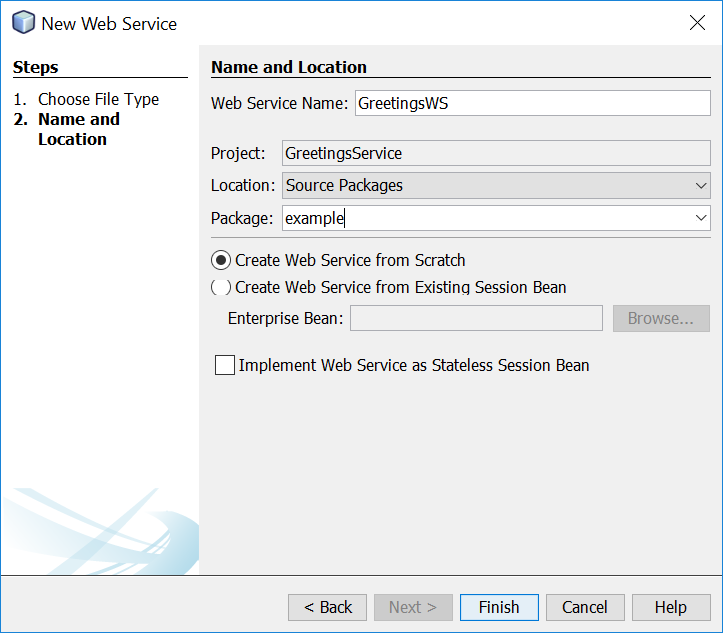 New Web Service
Steps
1. Choose File Type
2. Name and
Location
Name and Location
Web Service Name: GreetingsWS
Project: GreetingsService
Location: Source Packages
Package: example
Create Web Service from Scratch
Create Web Service from Existing Session Bean
Enterprise Bean: Browse...
Implement Web Service as Stateless Session Bean
< Back Next > Finish Cancel Help